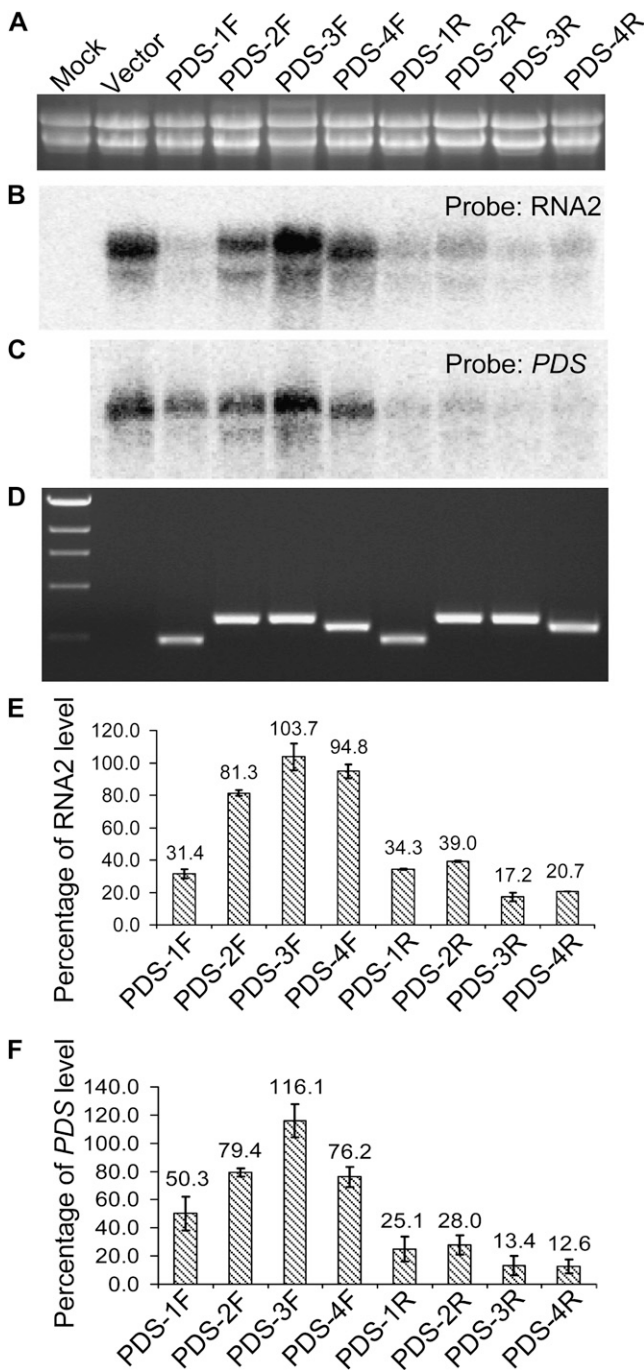 A
Mock
Vector
PDS-1F
PDS-2F
PDS-3F
PDS-4F
PDS-1R
PDS-2R
PDS-3R
PDS-4R
B
Probe: RNA2
C
Probe: PDS
D
E
Percentage of RNA2 level
120.0
100.0
80.0
60.0
40.0
20.0
0.0
31.4
81.3
103.7
94.8
34.3
39.0
17.2
20.7
PDS-1F
PDS-2F
PDS-3F
PDS-4F
PDS-1R
PDS-2R
PDS-3R
PDS-4R
F
Percentage of PDS level
140.0
120.0
100.0
80.0
60.0
40.0
20.0
0.0
50.3
79.4
116.1
76.2
25.1
28.0
13.4
12.6
PDS-1F
PDS-2F
PDS-3F
PDS-4F
PDS-1R
PDS-2R
PDS-3R
PDS-4R